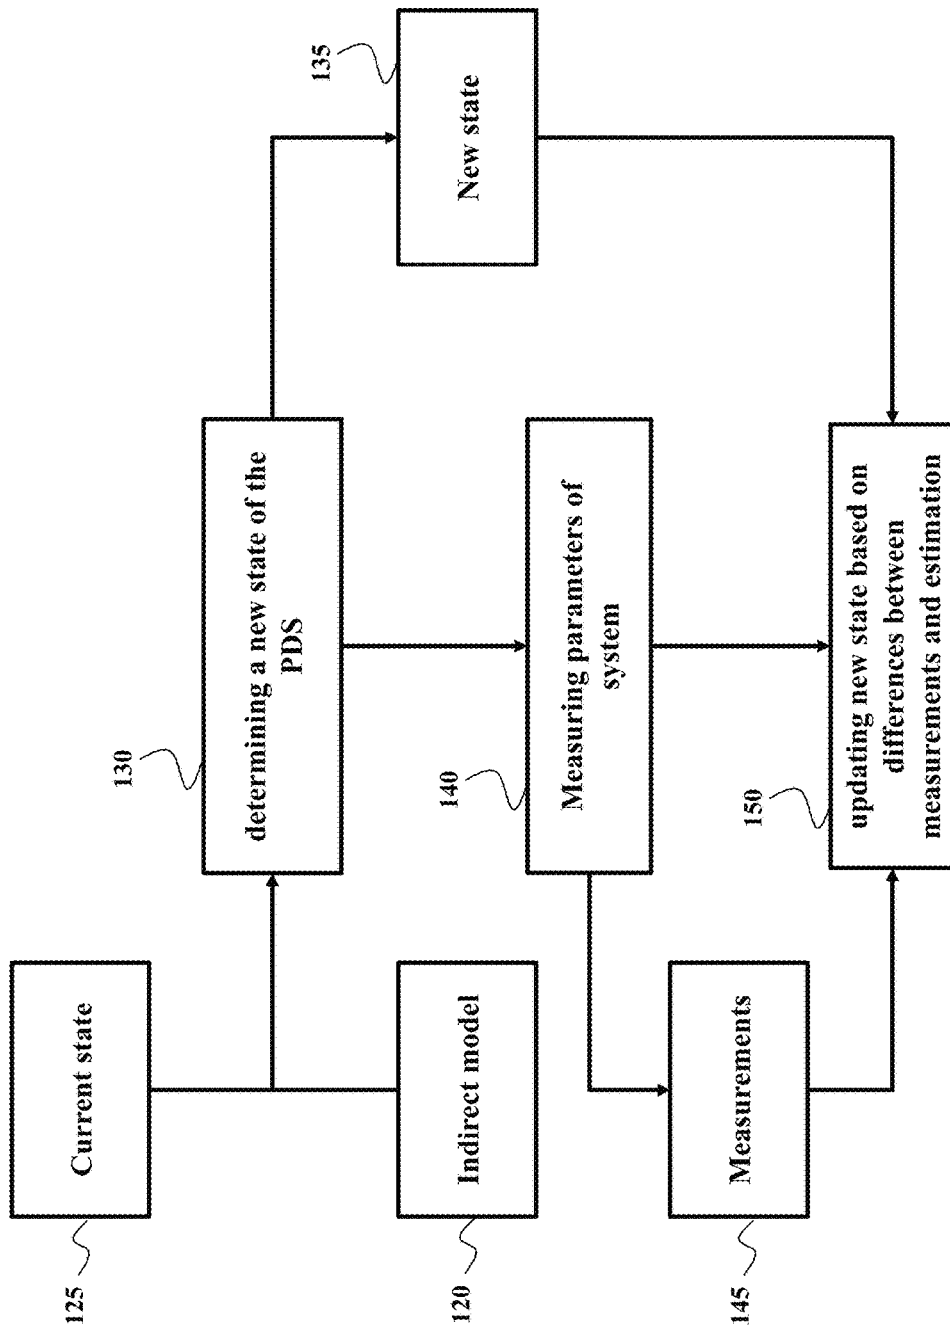 125
Current state
120
Indirect model
145
Measurements
130
determining a new state of the
PDS
140
Measuring parameters of
system
150
updating new state based on
differences between
measurements and estimation
135
New state